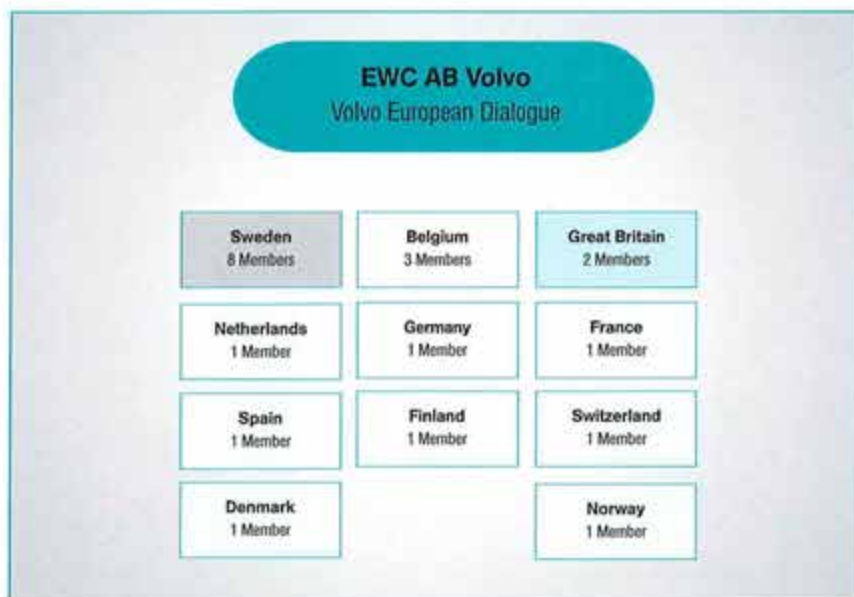 EWC AB Volvo
Volvo European Dialogue
Sweden
8 Members
Belgium
3 Members
Great Britain
2 Members
Netherlands
1 Member
Germany
1 Member
France
1 Member
Spain
1 Member
Finland
1 Member
Switzerland
1 Member
Denmark
1 Member
Norway
1 Member